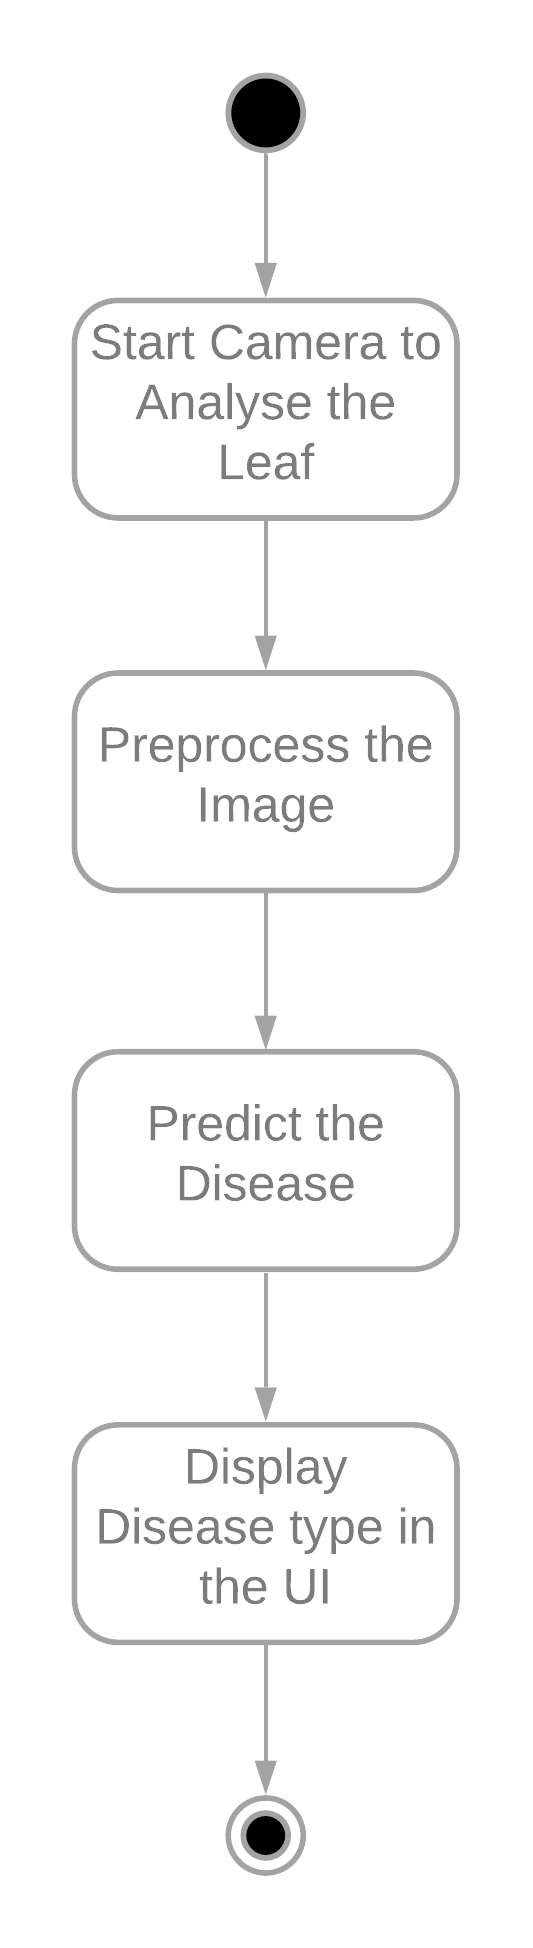 Start Camera to
Analyse the
Leaf
Preprocess the
Image
Predict the
Disease
Display
Disease type in
the UI